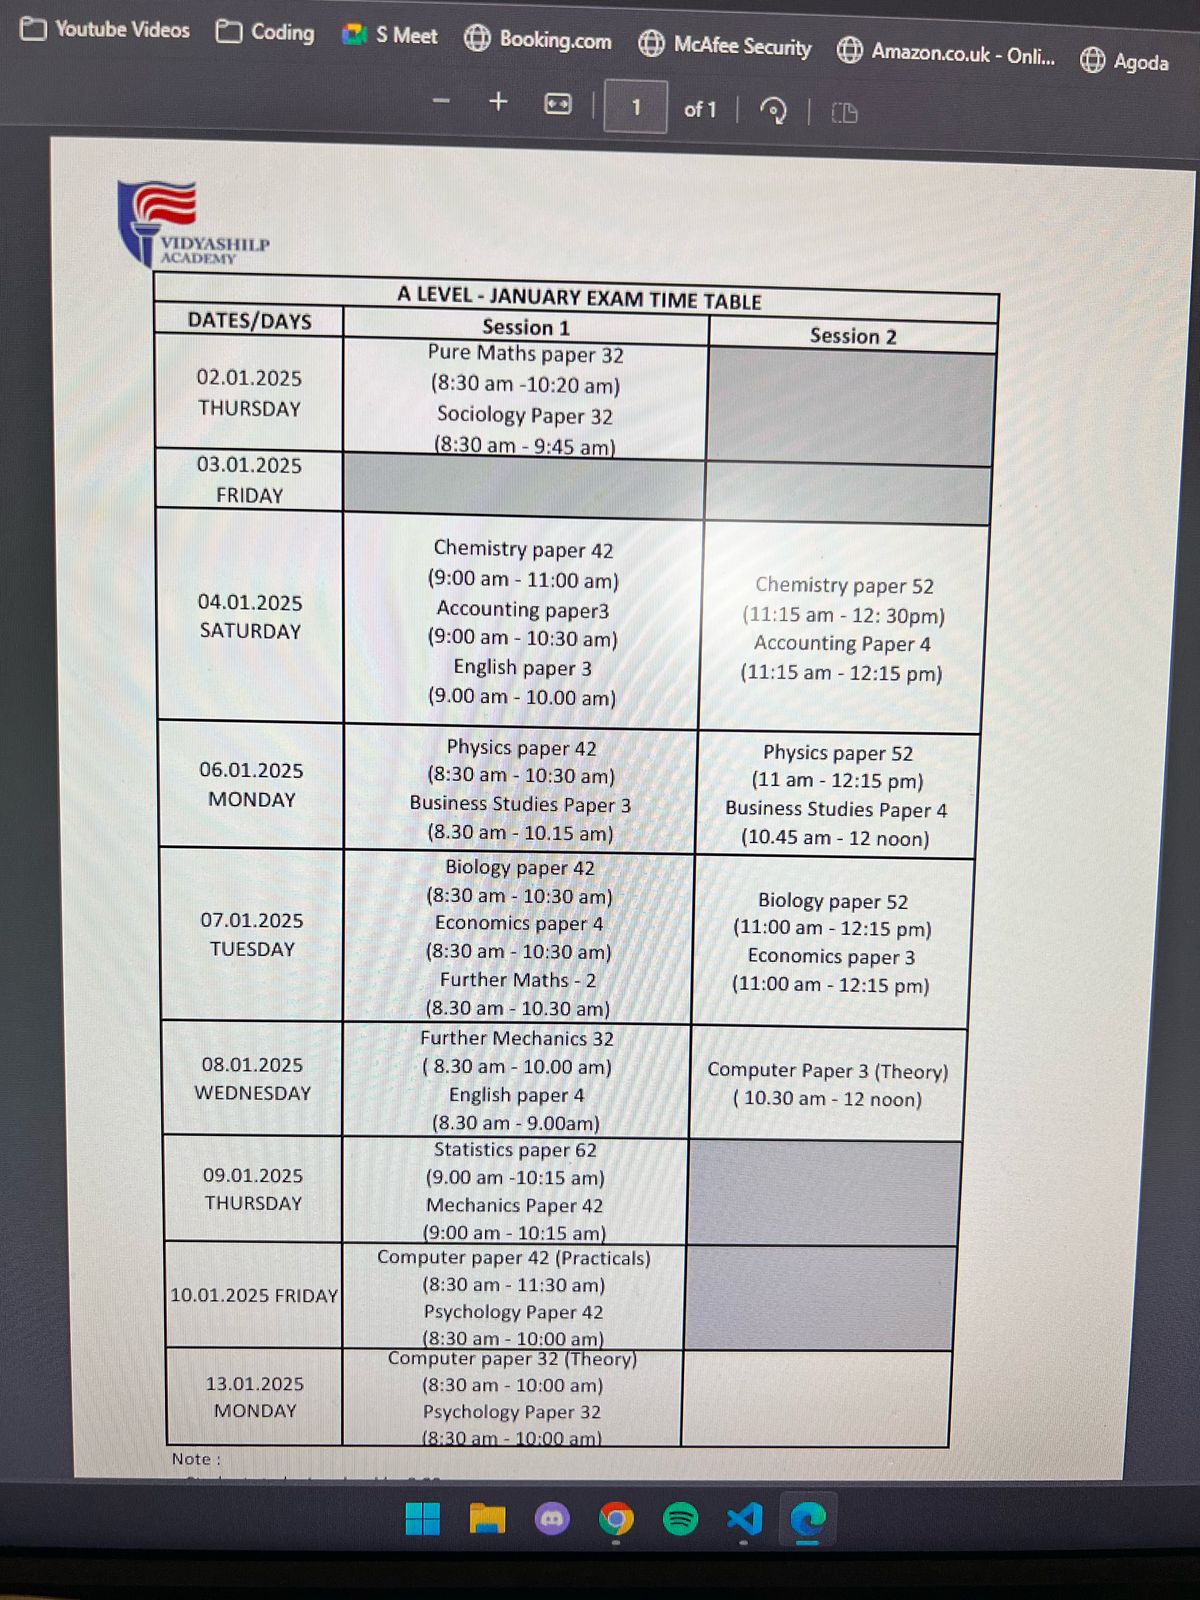 Youtube Videos
Coding
S Meet
Booking.com
McAfee Security
Amazon.co.uk - Onli...
Agoda
1 of 1
VIDYASHILP
ACADEMY
A LEVEL - JANUARY EXAM TIME TABLE
DATES/DAYS
Session 1
Session 2
02.01.2025
THURSDAY
Pure Maths paper 32
(8:30 am -10:20 am)
Sociology Paper 32
(8:30 am - 9:45 am)
03.01.2025
FRIDAY
04.01.2025
SATURDAY
Chemistry paper 42
(9:00 am - 11:00 am)
Accounting paper3
(9:00 am - 10:30 am)
English paper 3
(9.00 am - 10.00 am)
Chemistry paper 52
(11:15 am - 12: 30pm)
Accounting Paper 4
(11:15 am - 12:15 pm)
06.01.2025
MONDAY
Physics paper 42
(8:30 am - 10:30 am)
Business Studies Paper 3
(8.30 am - 10.15 am)
Physics paper 52
(11 am - 12:15 pm)
Business Studies Paper 4
(10.45 am - 12 noon)
07.01.2025
TUESDAY
Biology paper 42
(8:30 am - 10:30 am)
Economics paper 4
(8:30 am - 10:30 am)
Further Maths - 2
(8.30 am - 10.30 am)
Biology paper 52
(11:00 am - 12:15 pm)
Economics paper 3
(11:00 am - 12:15 pm)
08.01.2025
WEDNESDAY
Further Mechanics 32
( 8.30 am - 10.00 am)
English paper 4
(8.30 am - 9.00am)
Computer Paper 3 (Theory)
( 10.30 am - 12 noon)
09.01.2025
THURSDAY
Statistics paper 62
(9.00 am -10:15 am)
Mechanics Paper 42
(9:00 am - 10:15 am)
10.01.2025 FRIDAY
Computer paper 42 (Practicals)
(8:30 am - 11:30 am)
Psychology Paper 42
(8:30 am - 10:00 am)
13.01.2025
MONDAY
Computer paper 32 (Theory)
(8:30 am - 10:00 am)
Psychology Paper 32
(8:30 am - 10:00 am)
Note :